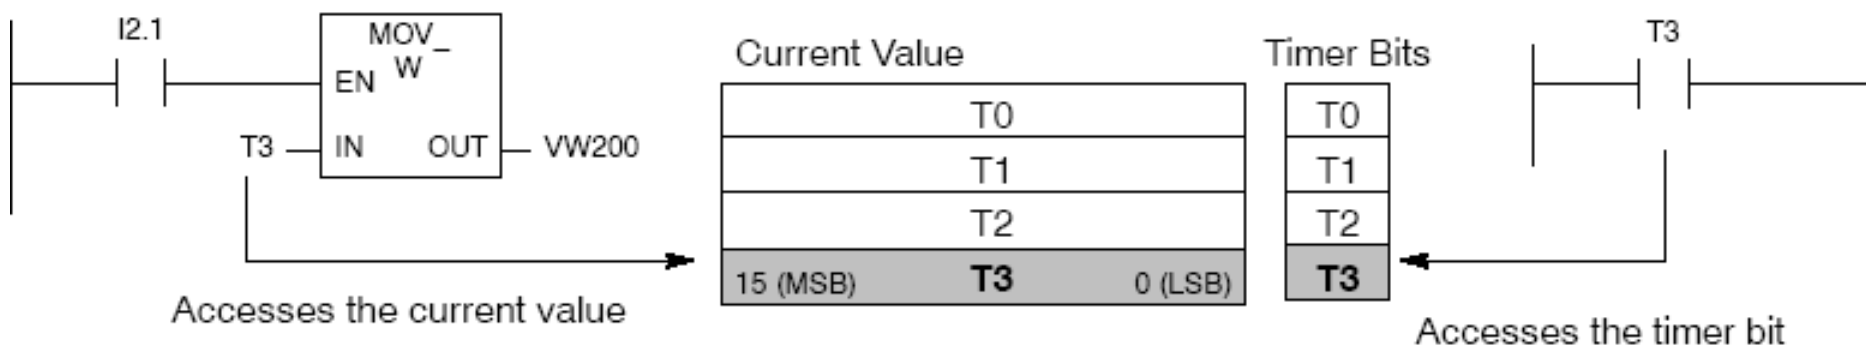 I2.1
MOV_
W
EN
T3
IN
OUT
VW200
Accesses the current value
Current Value
T0
T1
T2
15 (MSB) T3 0 (LSB)
Timer Bits
T0
T1
T2
T3
T3
Accesses the timer bit